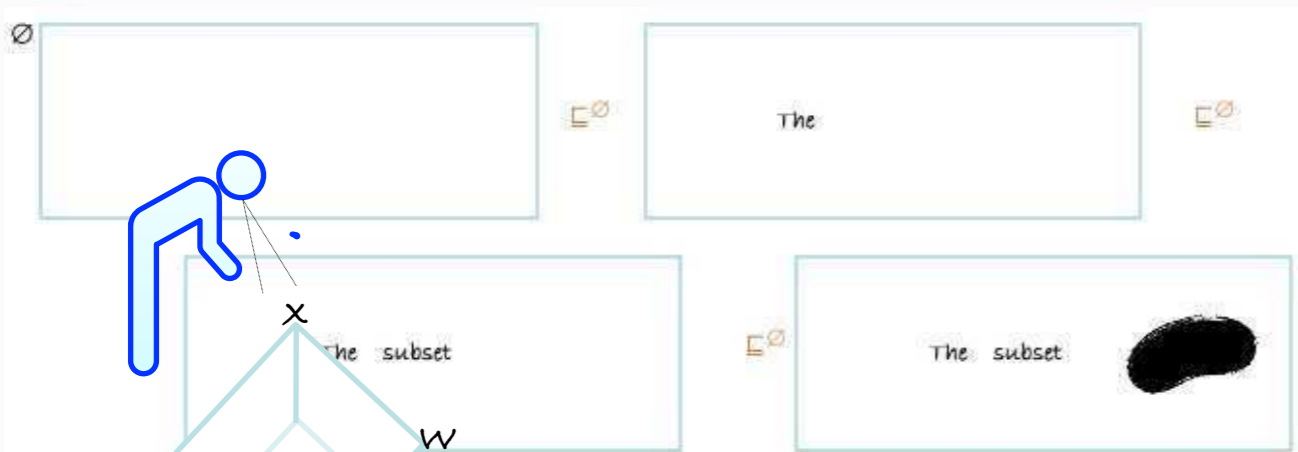 ∅
⊑∅ The ⊑∅
x
The subset ⊑∅ The subset
W